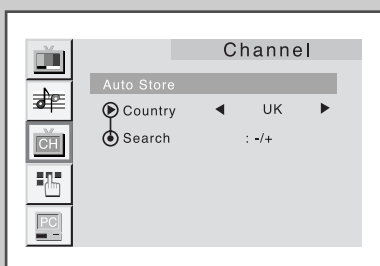 Channel
Auto Store
Country ◀ UK ▶
Search : -/+
CH
PC